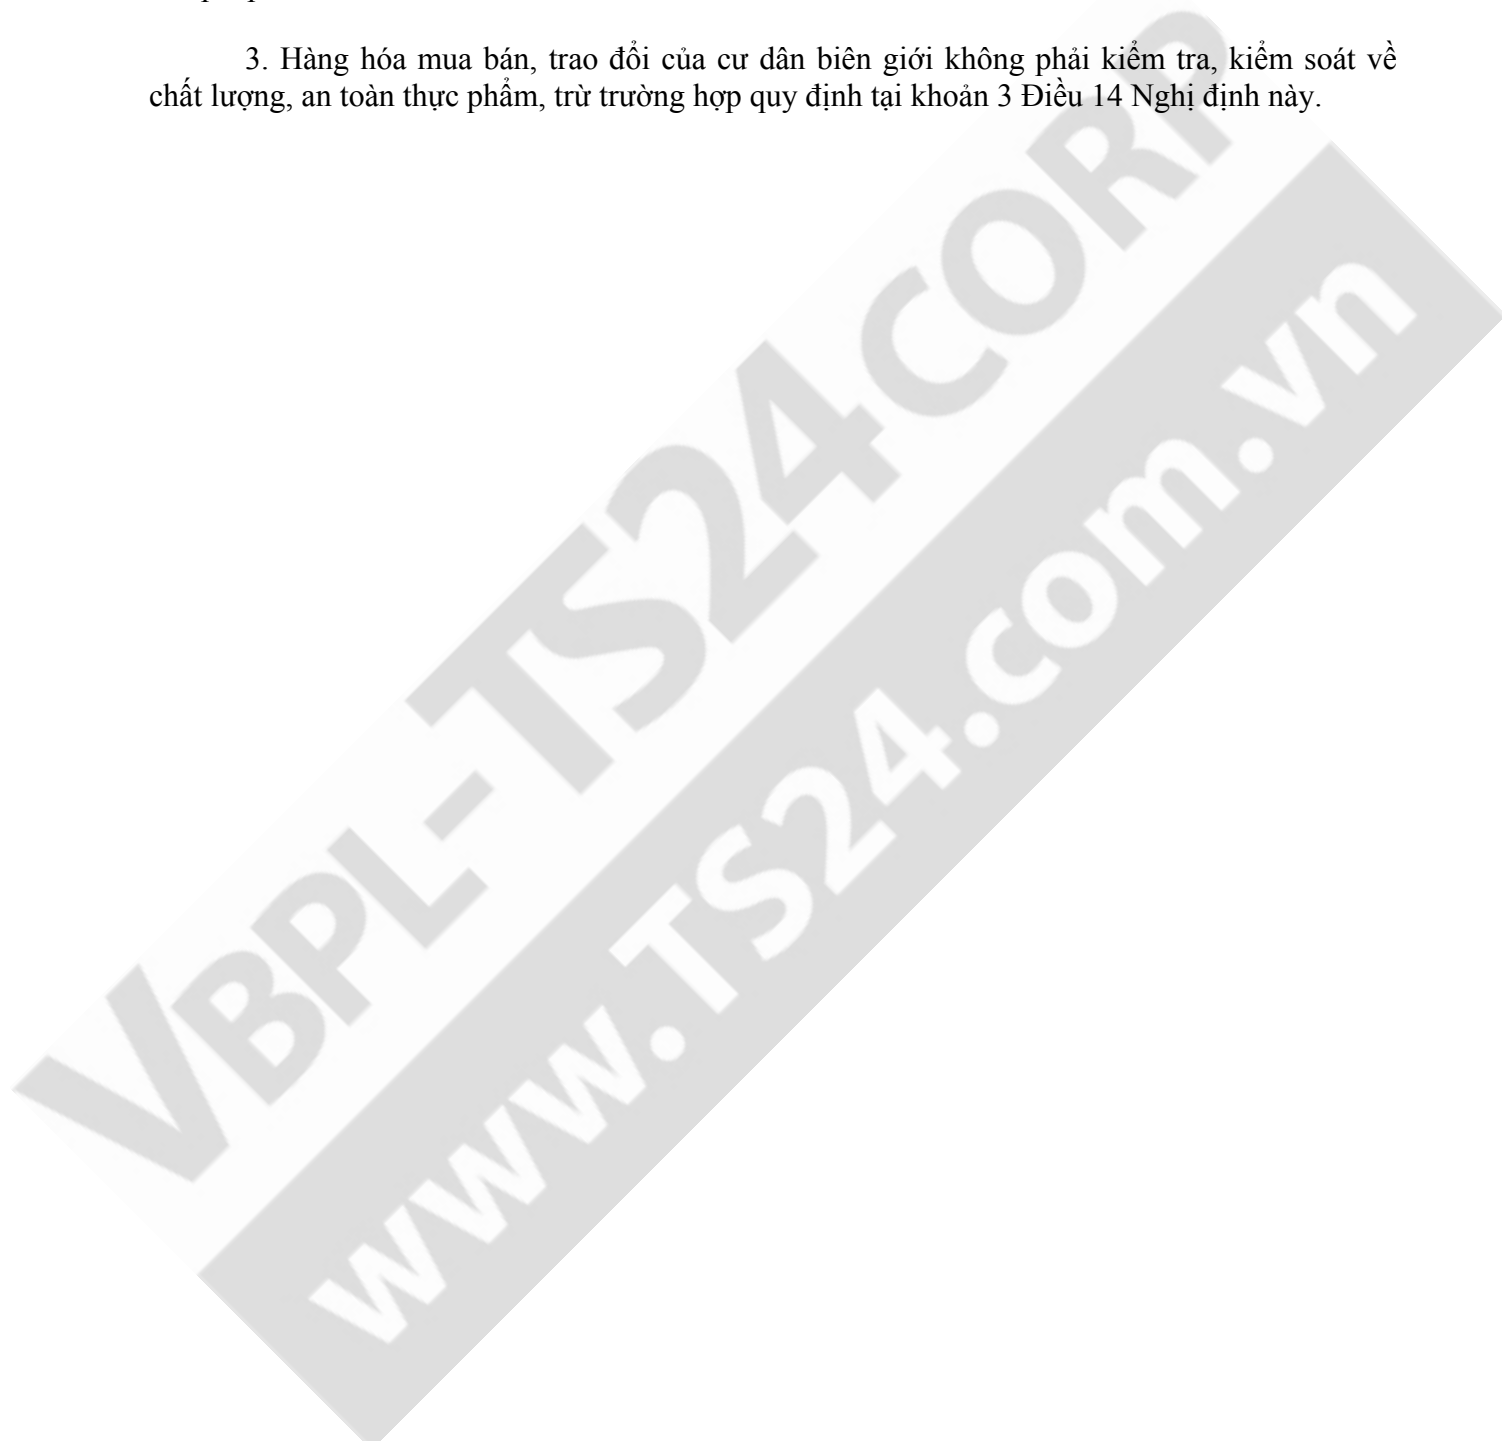 3. Hàng hóa mua bán, trao đổi của cư dân biên giới không phải kiểm tra, kiểm soát về
chất lượng, an toàn thực phẩm, trừ trường hợp quy định tại khoản 3 Điều 14 Nghị định này.
VBPL-TS24CORP
www.TS24.com.vn